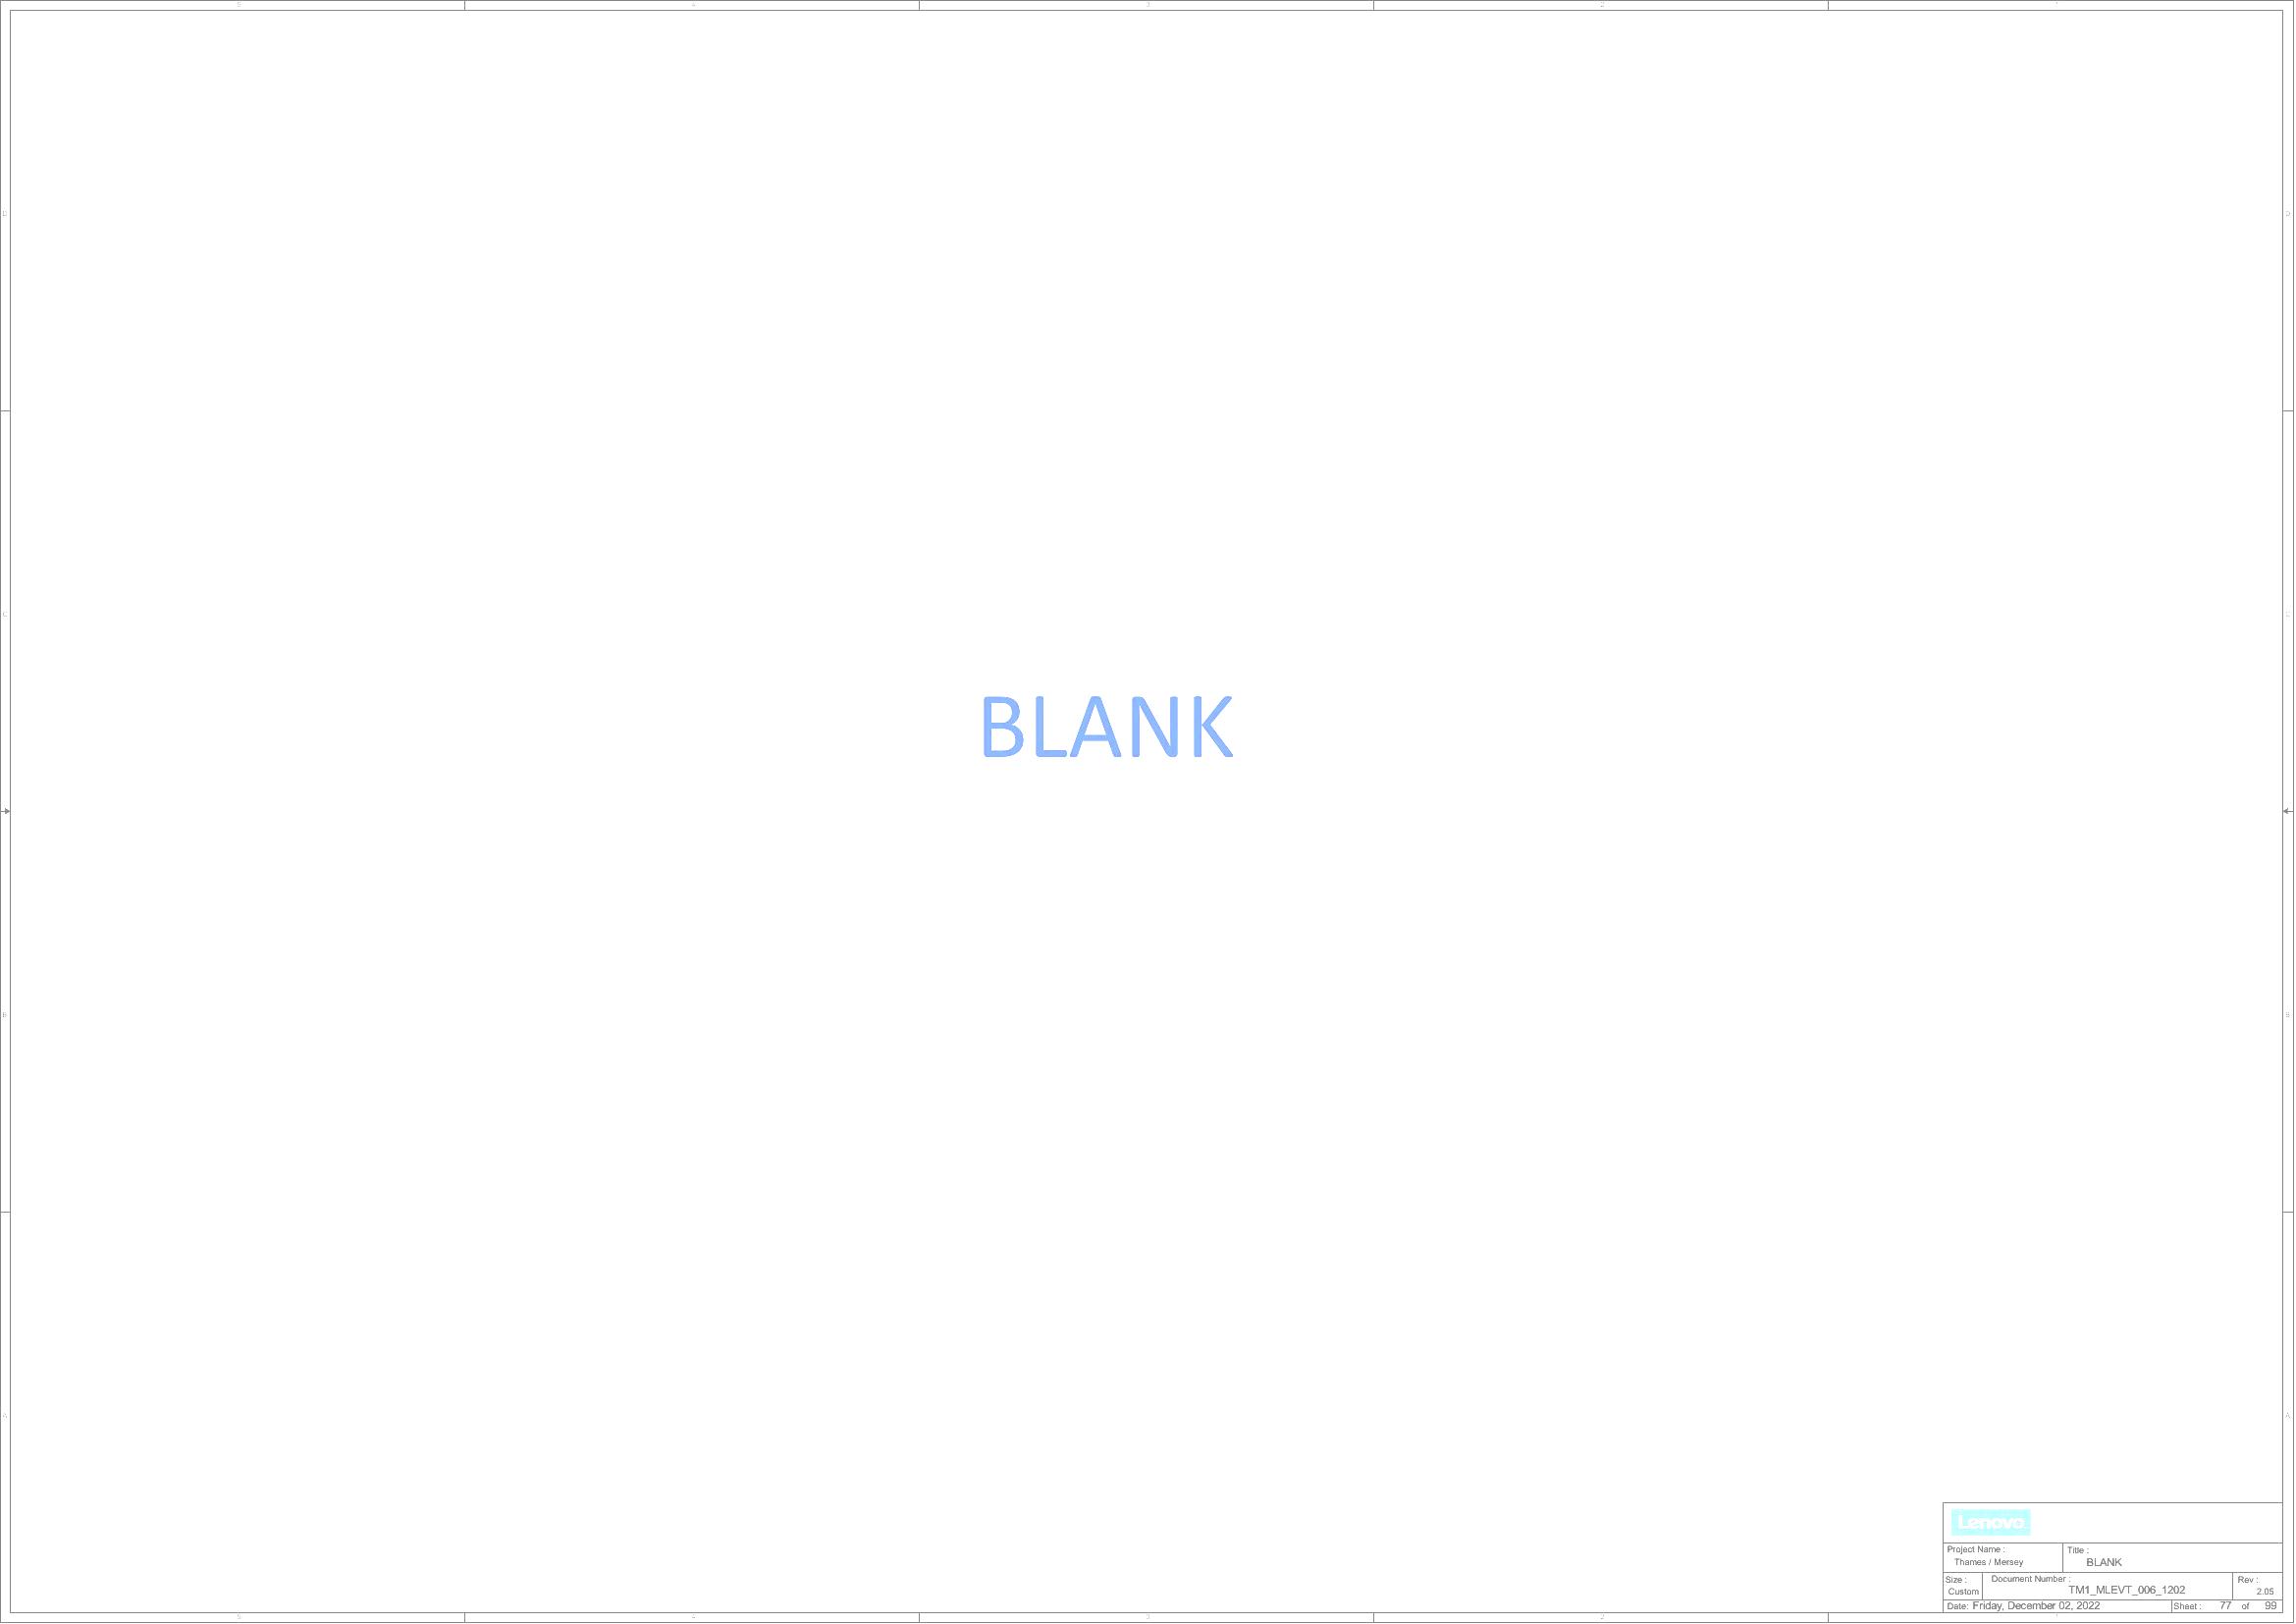 5 4 3 2 1
D D
C C
BLANK
B B
A A
Lenovo
Project Name :
Thames / Mersey
Title :
BLANK
Size :
Custom
Document Number :
TM1_MLEVT_006_1202
Rev :
2.05
Date: Friday, December 02, 2022
Sheet : 77 of 99
5 4 3 2 1